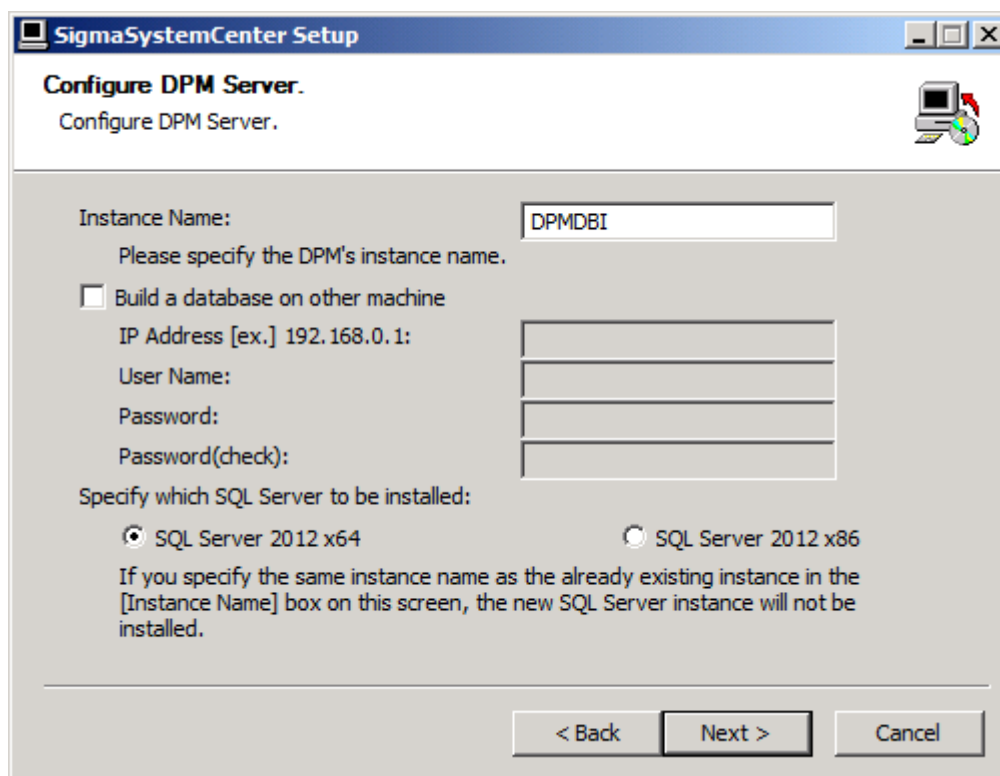 SigmaSystemCenter Setup
Configure DPM Server.
Configure DPM Server.
Instance Name:
DPMDBI
Please specify the DPM's instance name.
Build a database on other machine
IP Address [ex.] 192.168.0.1:
User Name:
Password:
Password(check):
Specify which SQL Server to be installed:
SQL Server 2012 x64
SQL Server 2012 x86
If you specify the same instance name as the already existing instance in the
[Instance Name] box on this screen, the new SQL Server instance will not be
installed.
< Back
Next >
Cancel